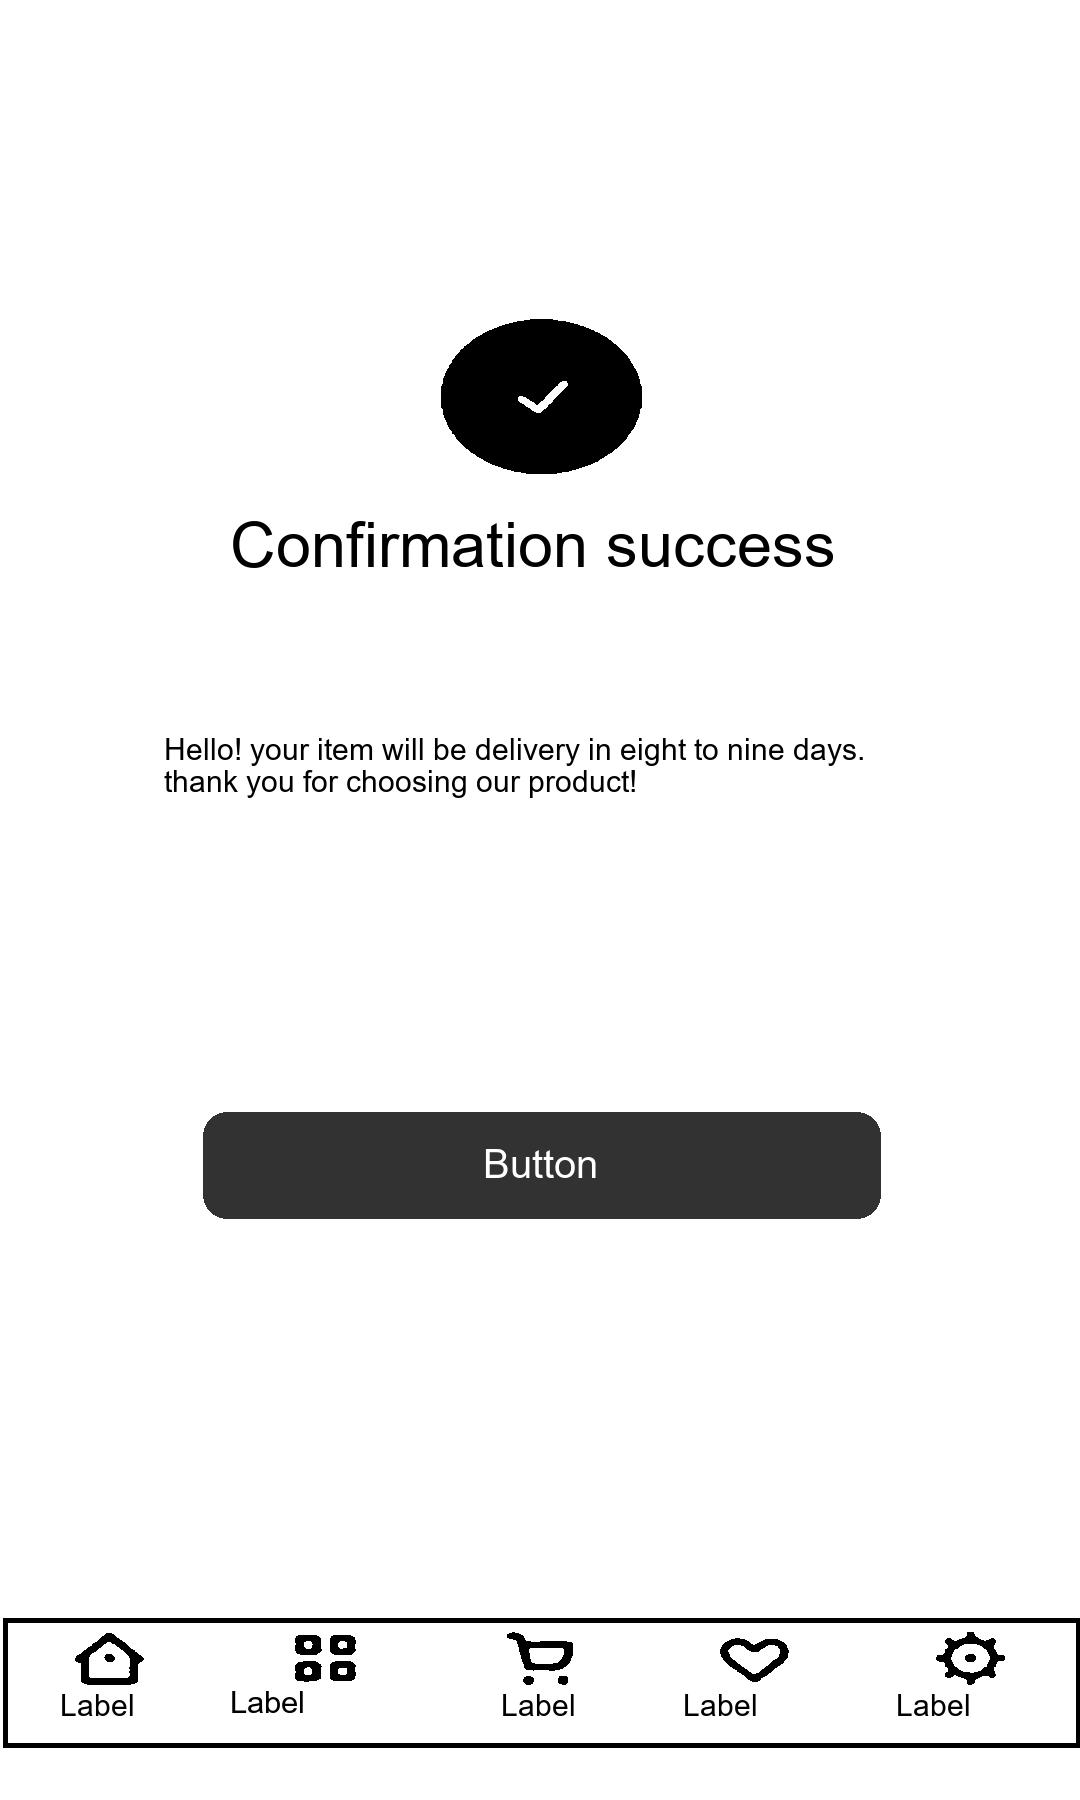 Confirmation success
Hello! your item will be delivery in eight to nine days.
thank you for choosing our product!
Button
Label Label Label Label Label